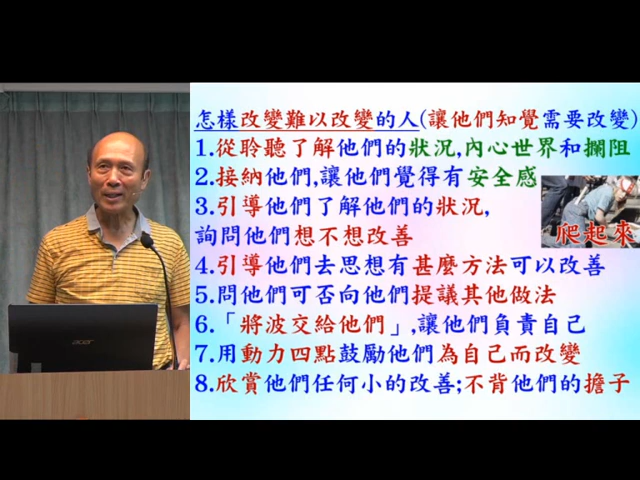 怎樣改變難以改變的人(讓他們知覺需要改變)
1.從聆聽了解他們的狀況,內心世界和攔阻
2.接納他們,讓他們覺得有安全感
3.引導他們了解他們的狀況,
詢問他們想不想改善
爬起來
4.引導他們去思想有甚麼方法可以改善
5.問他們可否向他們提議其他做法
6.「將波交給他們」,讓他們負責自己
7.用動力四點鼓勵他們為自己而改變
8.欣賞他們任何小的改善;不背他們的擔子
acer